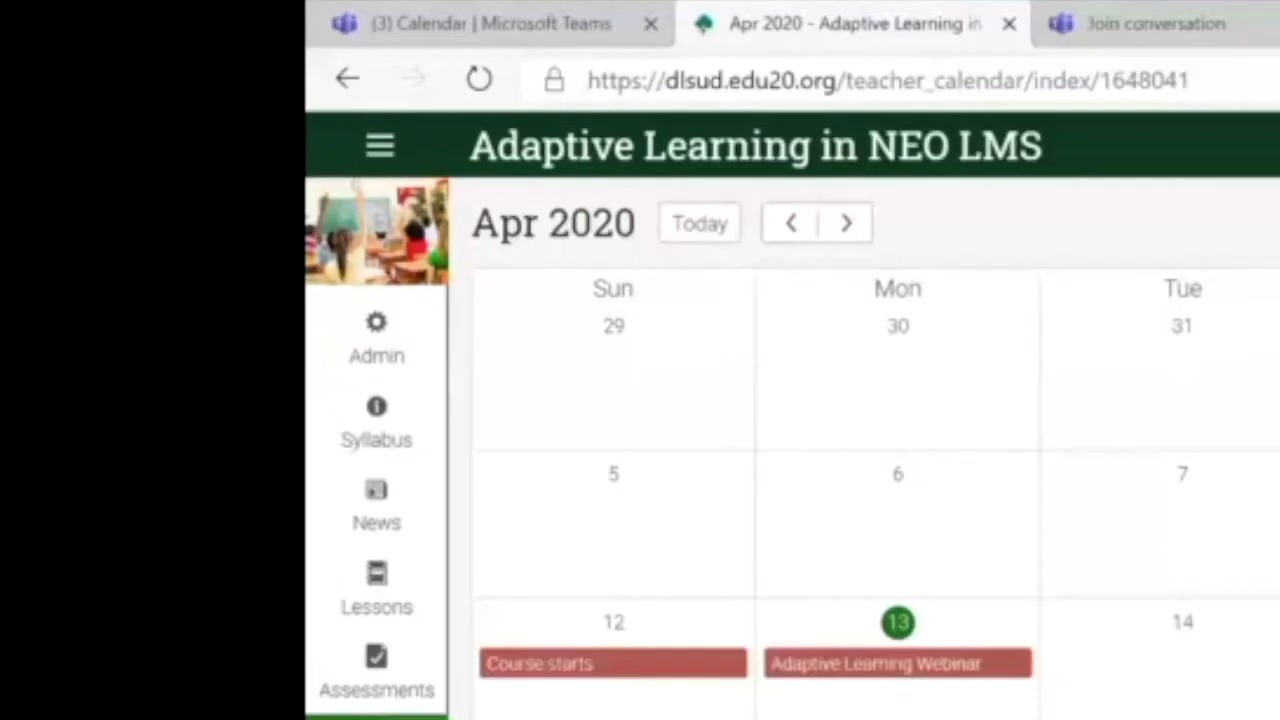 (3) Calendar | Microsoft Teams
Apr 2020 - Adaptive Learning in
Join conversation
https://dlsud.edu20.org/teacher_calendar/index/1648041
Adaptive Learning in NEO LMS
Apr 2020
Today
Sun Mon Tue
29 30 31
5 6 7
12 13 14
Course starts
Adaptive Learning Webinar
Admin
Syllabus
News
Lessons
Assessments